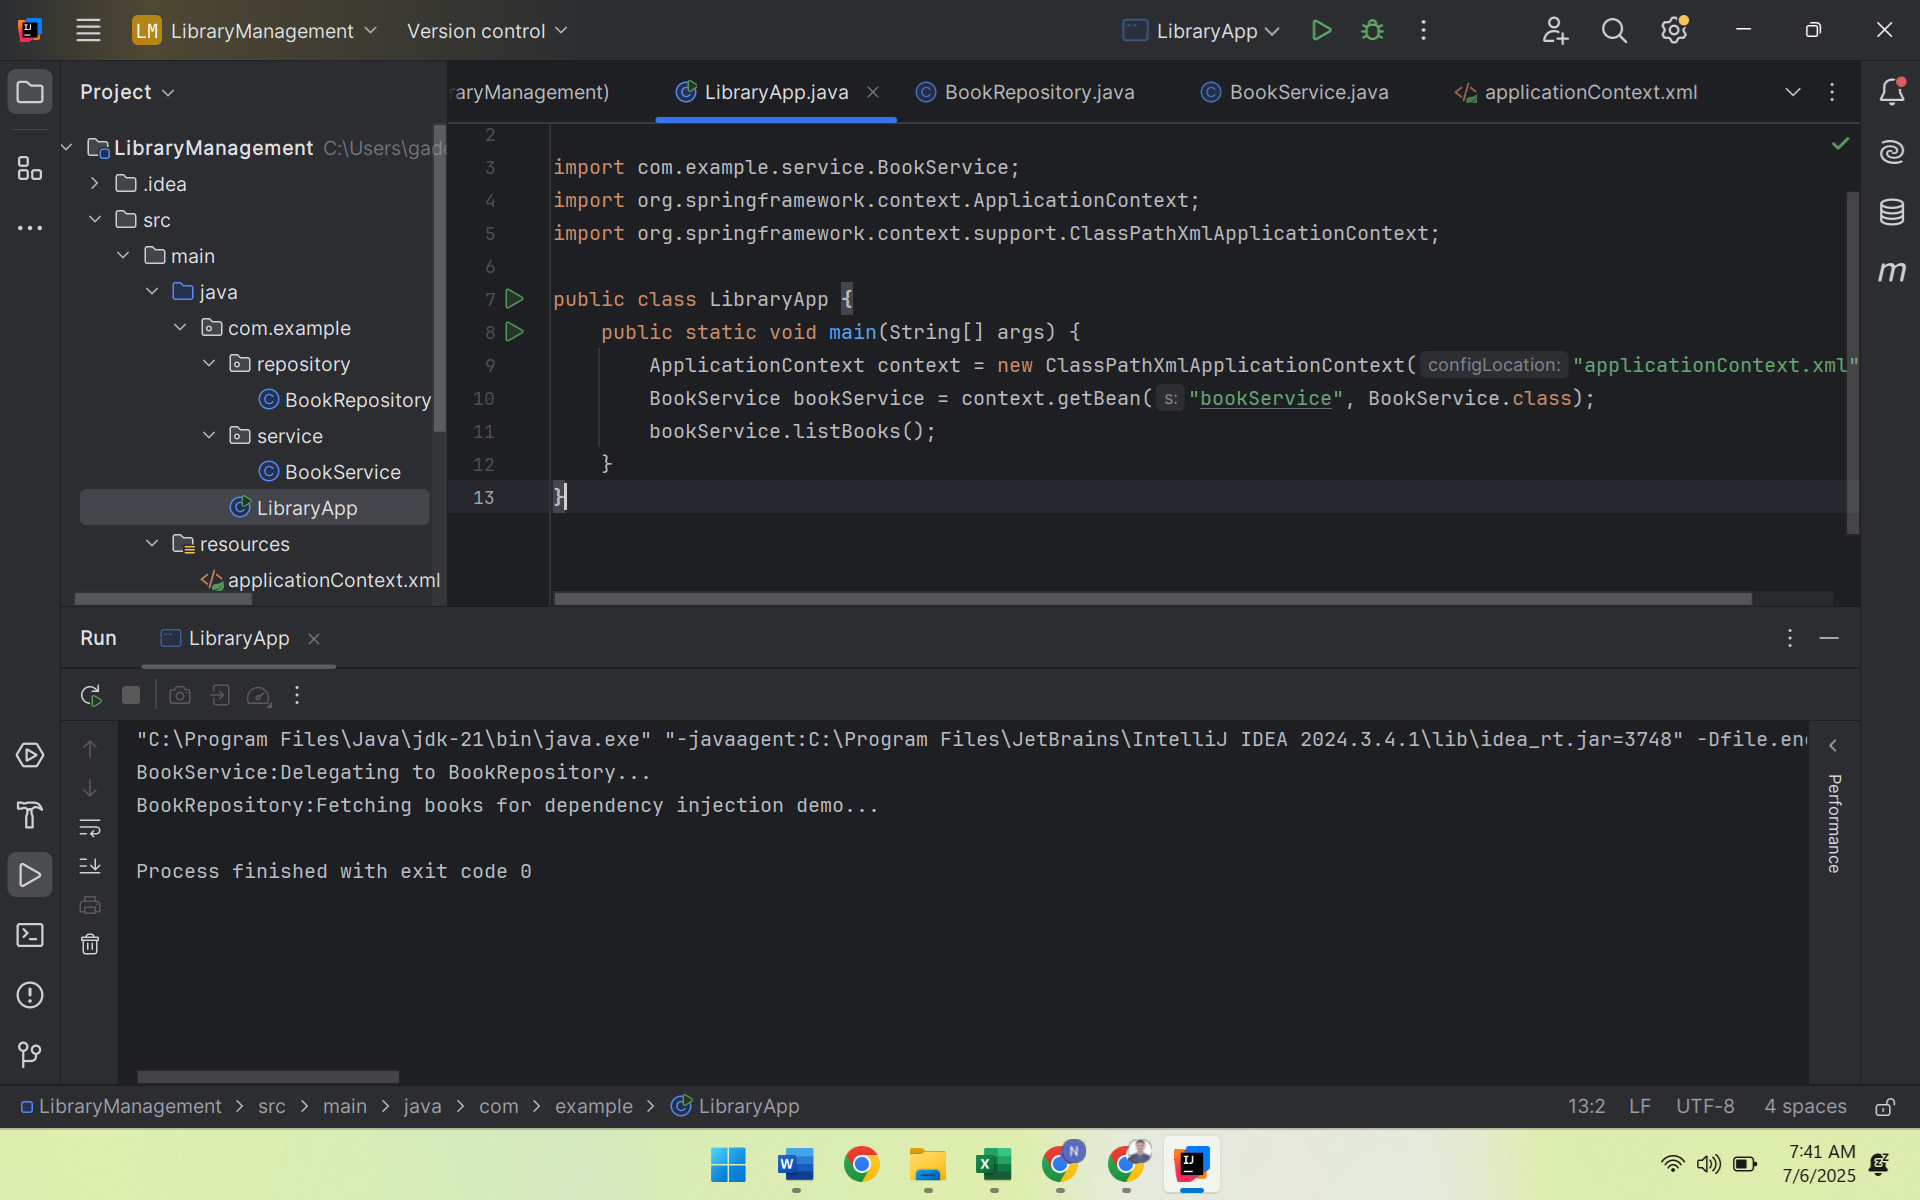 LM LibraryManagement Version control LibraryApp
Project
raryManagement) LibraryApp.java BookRepository.java BookService.java applicationContext.xml
LibraryManagement C:\Users\gade
.idea
src
main
java
com.example
repository
BookRepository
service
BookService
LibraryApp
resources
applicationContext.xml
2
3 import com.example.service.BookService;
4 import org.springframework.context.ApplicationContext;
5 import org.springframework.context.support.ClassPathXmlApplicationContext;
6
7 public class LibraryApp {
8 public static void main(String[] args) {
9 ApplicationContext context = new ClassPathXmlApplicationContext( configLocation: "applicationContext.xml"
10 BookService bookService = context.getBean( s: "bookService", BookService.class);
11 bookService.listBooks();
12 }
13 }
m
Run LibraryApp
"C:\Program Files\Java\jdk-21\bin\java.exe" "-javaagent:C:\Program Files\JetBrains\IntelliJ IDEA 2024.3.4.1\lib\idea_rt.jar=3748" -Dfile.en
BookService:Delegating to BookRepository...
BookRepository:Fetching books for dependency injection demo...
Process finished with exit code 0
Performance
LibraryManagement > src > main > java > com > example > LibraryApp
13:2 LF UTF-8 4 spaces
7:41 AM
7/6/2025